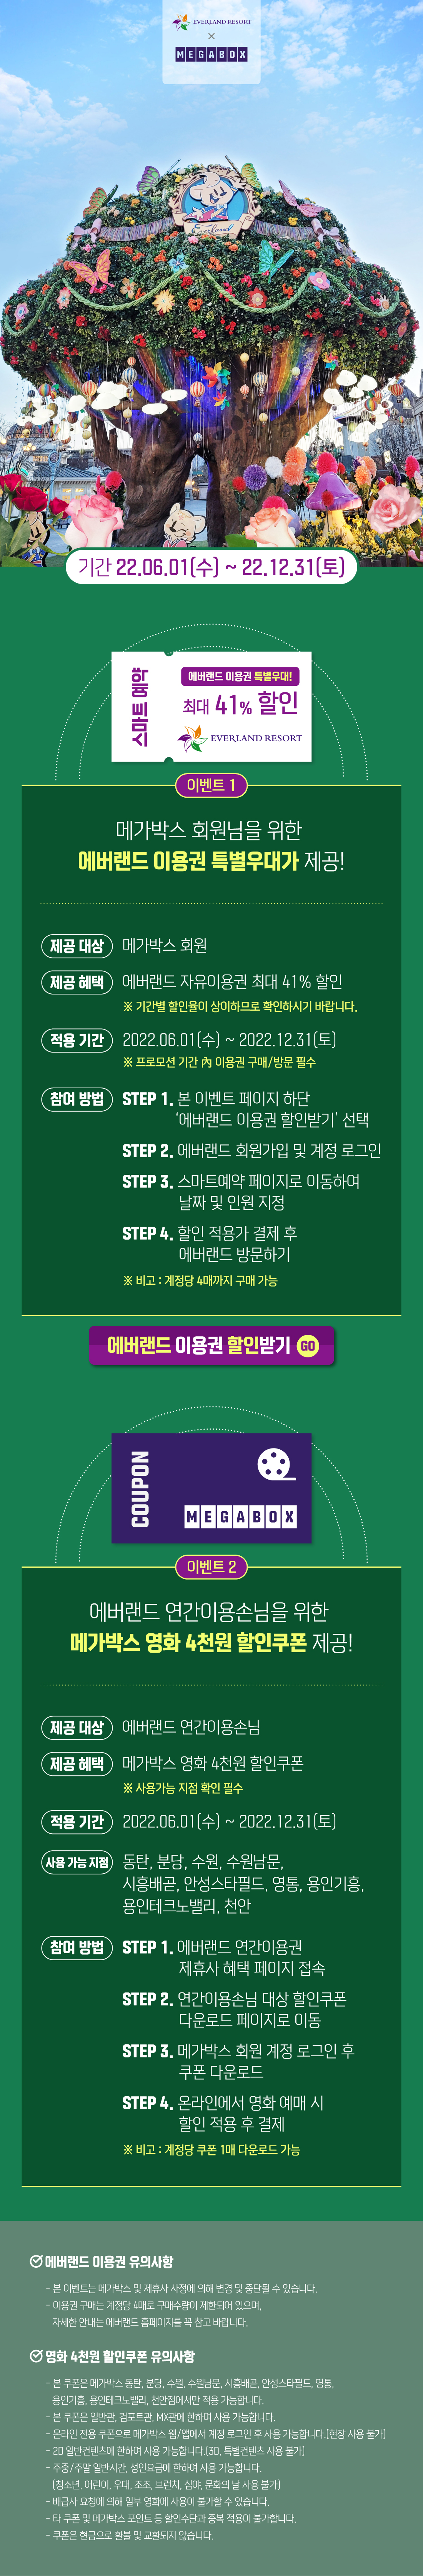 EVERLAND RESORT
×
MEGABOX
Everland
기간 22.06.01(수) ~ 22.12.31(토)
스마트 예약
에버랜드 이용권 특별우대!
최대 41% 할인
EVERLAND RESORT
이벤트 1
메가박스 회원님을 위한
에버랜드 이용권 특별우대가 제공!
제공 대상 메가박스 회원
제공 혜택 에버랜드 자유이용권 최대 41% 할인
※ 기간별 할인율이 상이하므로 확인하시기 바랍니다.
적용 기간 2022.06.01(수) ~ 2022.12.31(토)
※ 프로모션 기간 內 이용권 구매/방문 필수
참여 방법 STEP 1. 본 이벤트 페이지 하단
‘에버랜드 이용권 할인받기’ 선택
STEP 2. 에버랜드 회원가입 및 계정 로그인
STEP 3. 스마트예약 페이지로 이동하여
날짜 및 인원 지정
STEP 4. 할인 적용가 결제 후
에버랜드 방문하기
※ 비고 : 계정당 4매까지 구매 가능
에버랜드 이용권 할인받기 GO
COUPON
MEGABOX
이벤트 2
에버랜드 연간이용손님을 위한
메가박스 영화 4천원 할인쿠폰 제공!
제공 대상 에버랜드 연간이용손님
제공 혜택 메가박스 영화 4천원 할인쿠폰
※ 사용가능 지점 확인 필수
적용 기간 2022.06.01(수) ~ 2022.12.31(토)
사용 가능 지점 동탄, 분당, 수원, 수원남문,
시흥배곧, 안성스타필드, 영통, 용인기흥,
용인테크노밸리, 천안
참여 방법 STEP 1. 에버랜드 연간이용권
제휴사 혜택 페이지 접속
STEP 2. 연간이용손님 대상 할인쿠폰
다운로드 페이지로 이동
STEP 3. 메가박스 회원 계정 로그인 후
쿠폰 다운로드
STEP 4. 온라인에서 영화 예매 시
할인 적용 후 결제
※ 비고 : 계정당 쿠폰 1매 다운로드 가능
에버랜드 이용권 유의사항
- 본 이벤트는 메가박스 및 제휴사 사정에 의해 변경 및 중단될 수 있습니다.
- 이용권 구매는 계정당 4매로 구매수량이 제한되어 있으며,
자세한 안내는 에버랜드 홈페이지를 꼭 참고 바랍니다.
영화 4천원 할인쿠폰 유의사항
- 본 쿠폰은 메가박스 동탄, 분당, 수원, 수원남문, 시흥배곧, 안성스타필드, 영통,
용인기흥, 용인테크노밸리, 천안점에서만 적용 가능합니다.
- 본 쿠폰은 일반관, 컴포트관, MX관에 한하여 사용 가능합니다.
- 온라인 전용 쿠폰으로 메가박스 웹/앱에서 계정 로그인 후 사용 가능합니다.(현장 사용 불가)
- 2D 일반컨텐츠에 한하여 사용 가능합니다.(3D, 특별컨텐츠 사용 불가)
- 주중/주말 일반시간, 성인요금에 한하여 사용 가능합니다.
(청소년, 어린이, 우대, 조조, 브런치, 심야, 문화의 날 사용 불가)
- 배급사 요청에 의해 일부 영화에 사용이 불가할 수 있습니다.
- 타 쿠폰 및 메가박스 포인트 등 할인수단과 중복 적용이 불가합니다.
- 쿠폰은 현금으로 환불 및 교환되지 않습니다.